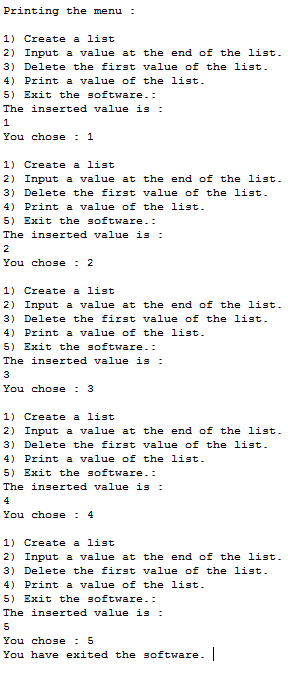 Printing the menu :
1) Create a list
2) Input a value at the end of the list.
3) Delete the first value of the list.
4) Print a value of the list.
5) Exit the software.:
The inserted value is :
1
You chose : 1
1) Create a list
2) Input a value at the end of the list.
3) Delete the first value of the list.
4) Print a value of the list.
5) Exit the software.:
The inserted value is :
2
You chose : 2
1) Create a list
2) Input a value at the end of the list.
3) Delete the first value of the list.
4) Print a value of the list.
5) Exit the software.:
The inserted value is :
3
You chose : 3
1) Create a list
2) Input a value at the end of the list.
3) Delete the first value of the list.
4) Print a value of the list.
5) Exit the software.:
The inserted value is :
4
You chose : 4
1) Create a list
2) Input a value at the end of the list.
3) Delete the first value of the list.
4) Print a value of the list.
5) Exit the software.:
The inserted value is :
5
You chose : 5
You have exited the software.